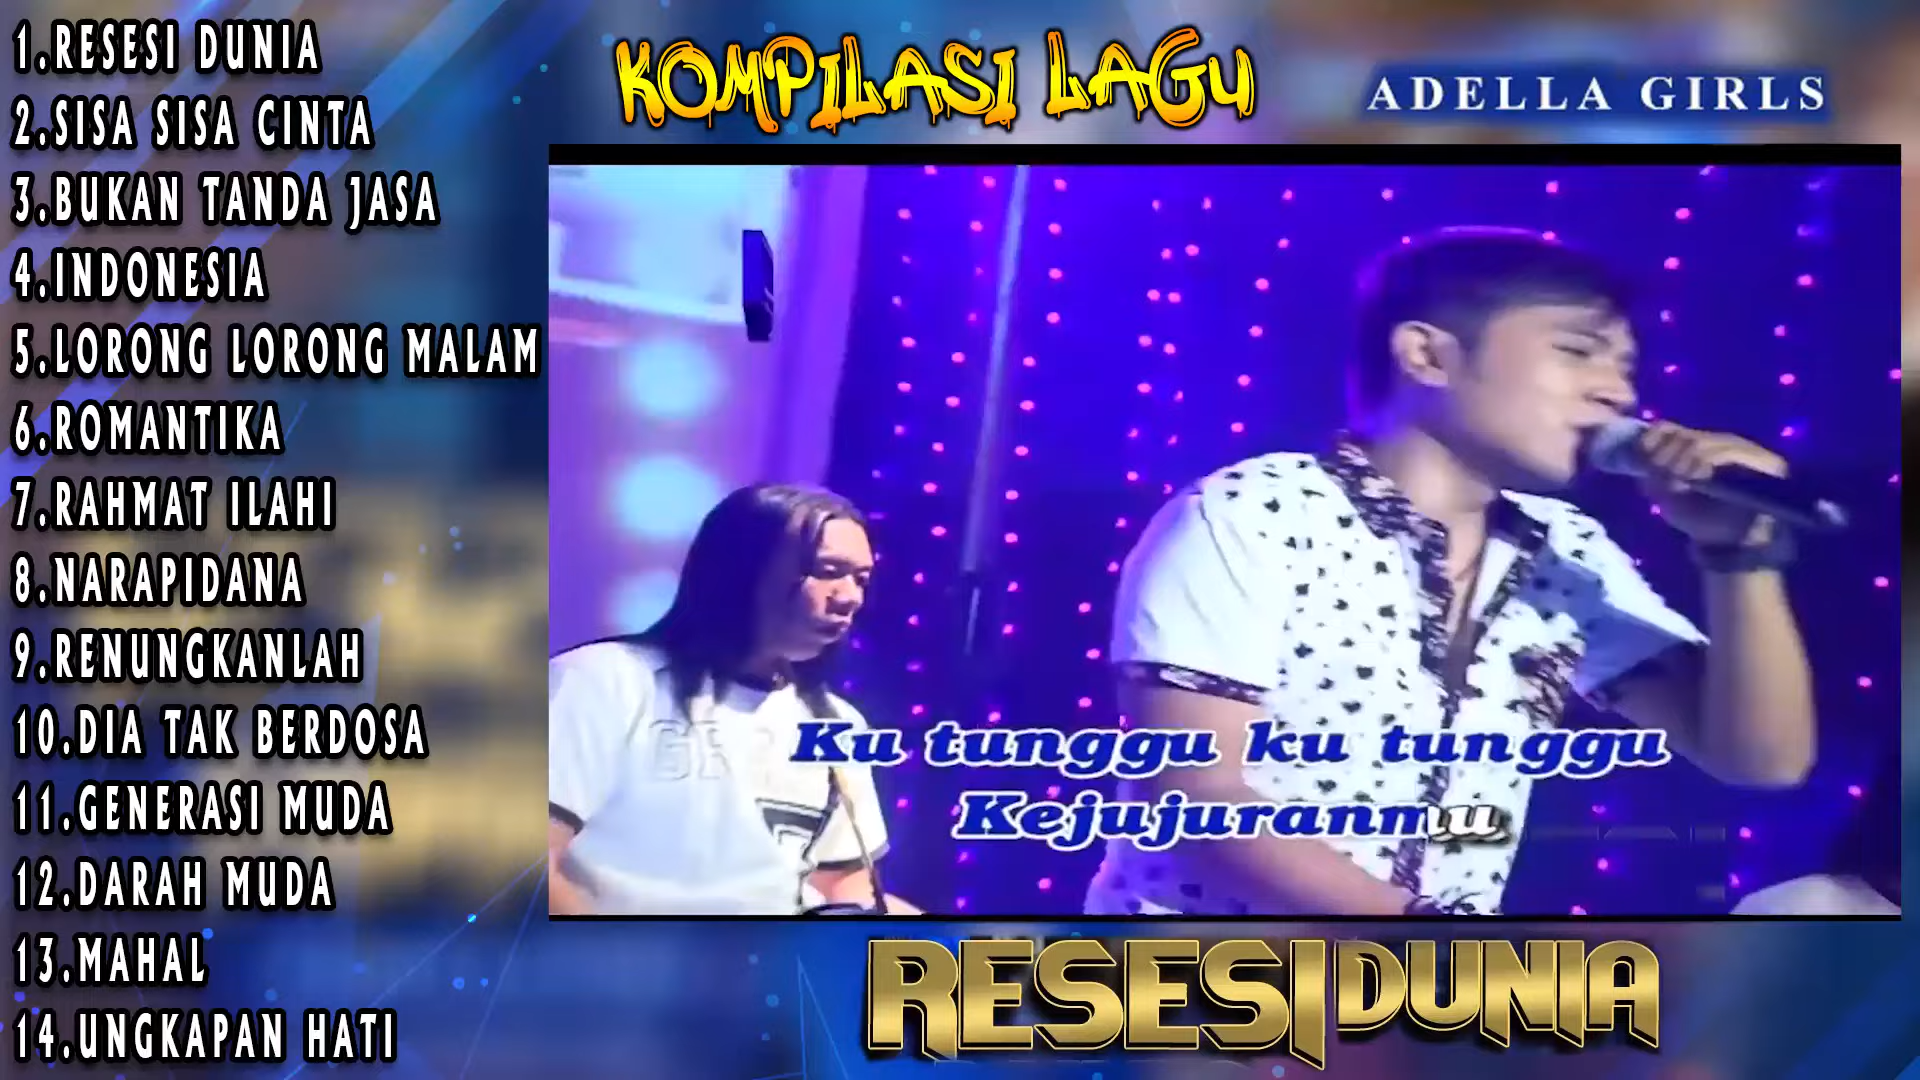 1.RESESI DUNIA
2.SISA SISA CINTA
3.BUKAN TANDA JASA
4.INDONESIA
5.LORONG LORONG MALAM
6.ROMANTIKA
7.RAHMAT ILAHI
8.NARAPIDANA
9.RENUNGKANLAH
10.DIA TAK BERDOSA
11.GENERASI MUDA
12.DARAH MUDA
13.MAHAL
14.UNGKAPAN HATI
KOMPILASI LAGU
ADELLA GIRLS
Ku tunggu ku tunggu
Kejujuranmu
RESESI DUNIA